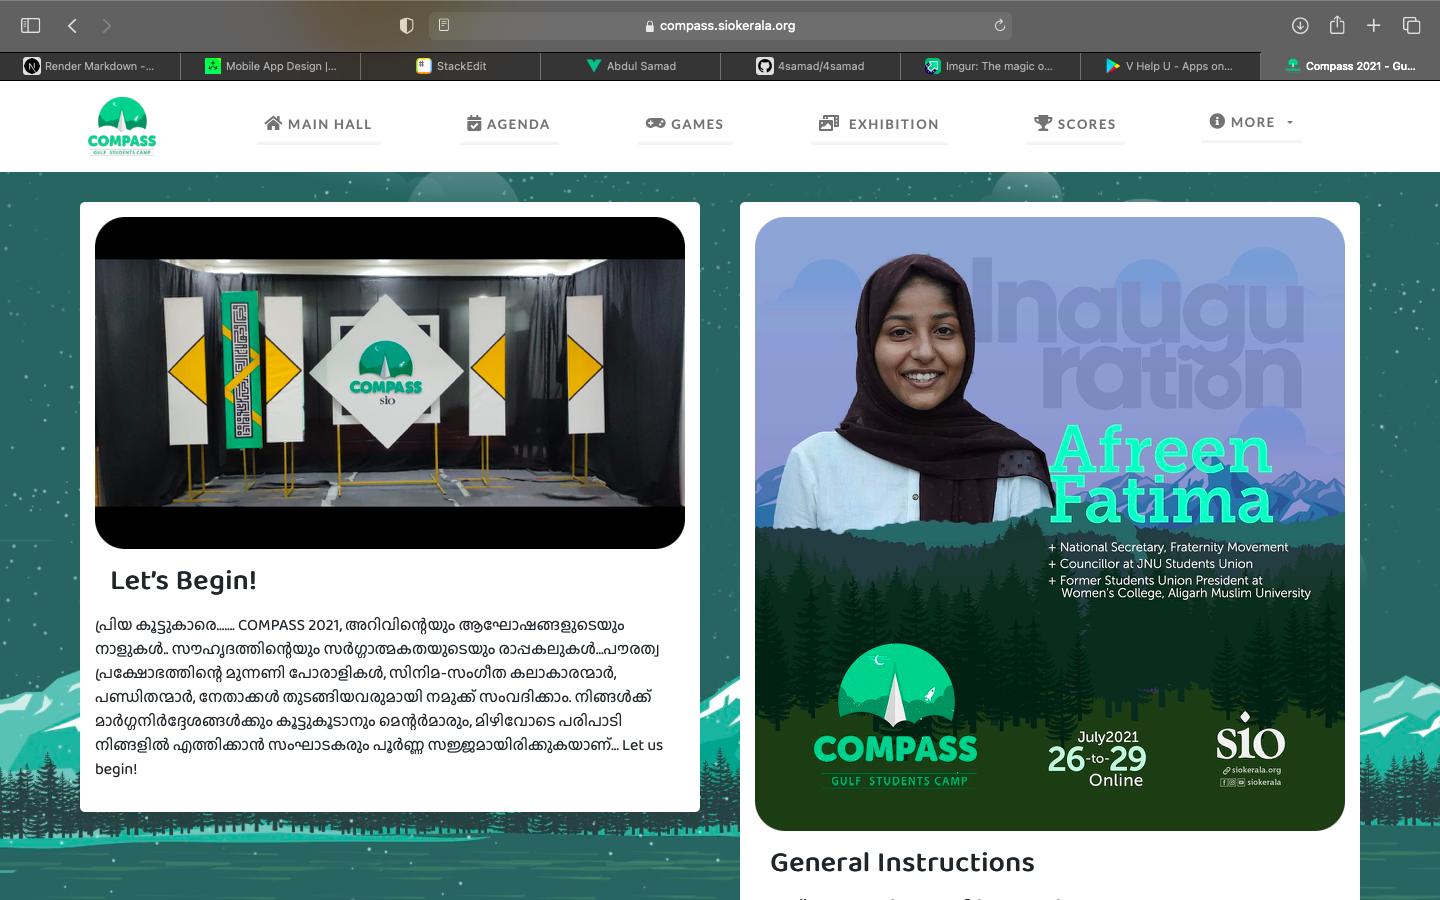 compass.siokerala.org
Render Markdown -...
Mobile App Design |...
StackEdit
Abdul Samad
4samad/4samad
Imgur: The magic o...
V Help U - Apps on...
Compass 2021 - Gu...
COMPASS
GULF STUDENTS CAMP
MAIN HALL
AGENDA
GAMES
EXHIBITION
SCORES
MORE
COMPASS
sio
Let's Begin!
പ്രിയ കൂട്ടുകാരെ....... COMPASS 2021, അറിവിന്റെയും ആഘോഷങ്ങളുടെയും
നാളുകൾ.. സൗഹൃദത്തിന്റെയും സർഗ്ഗാത്മകതയുടെയും രാപ്പകലുകൾ...പൗരത്വ
പ്രക്ഷോഭത്തിന്റെ മുന്നണി പോരാളികൾ, സിനിമ-സംഗീത കലാകാരന്മാർ,
പണ്ഡിതന്മാർ, നേതാക്കൾ തുടങ്ങിയവരുമായി നമുക്ക് സംവദിക്കാം. നിങ്ങൾക്ക്
മാർഗ്ഗനിർദ്ദേശങ്ങൾക്കും കൂട്ടുകൂടാനും മെന്റർമാരും, മിഴിവോടെ പരിപാടി
നിങ്ങളിൽ എത്തിക്കാൻ സംഘാടകരും പൂർണ്ണ സജ്ജമായിരിക്കുകയാണ്... Let us
begin!
Inaugu
ration
Afreen
Fatima
+ National Secretary, Fraternity Movement
+ Councillor at JNU Students Union
+ Former Students Union President at
Women's College, Aligarh Muslim University
COMPASS
GULF STUDENTS CAMP
July2021
26-to-29
Online
sio
siokerala.org
siokerala
General Instructions